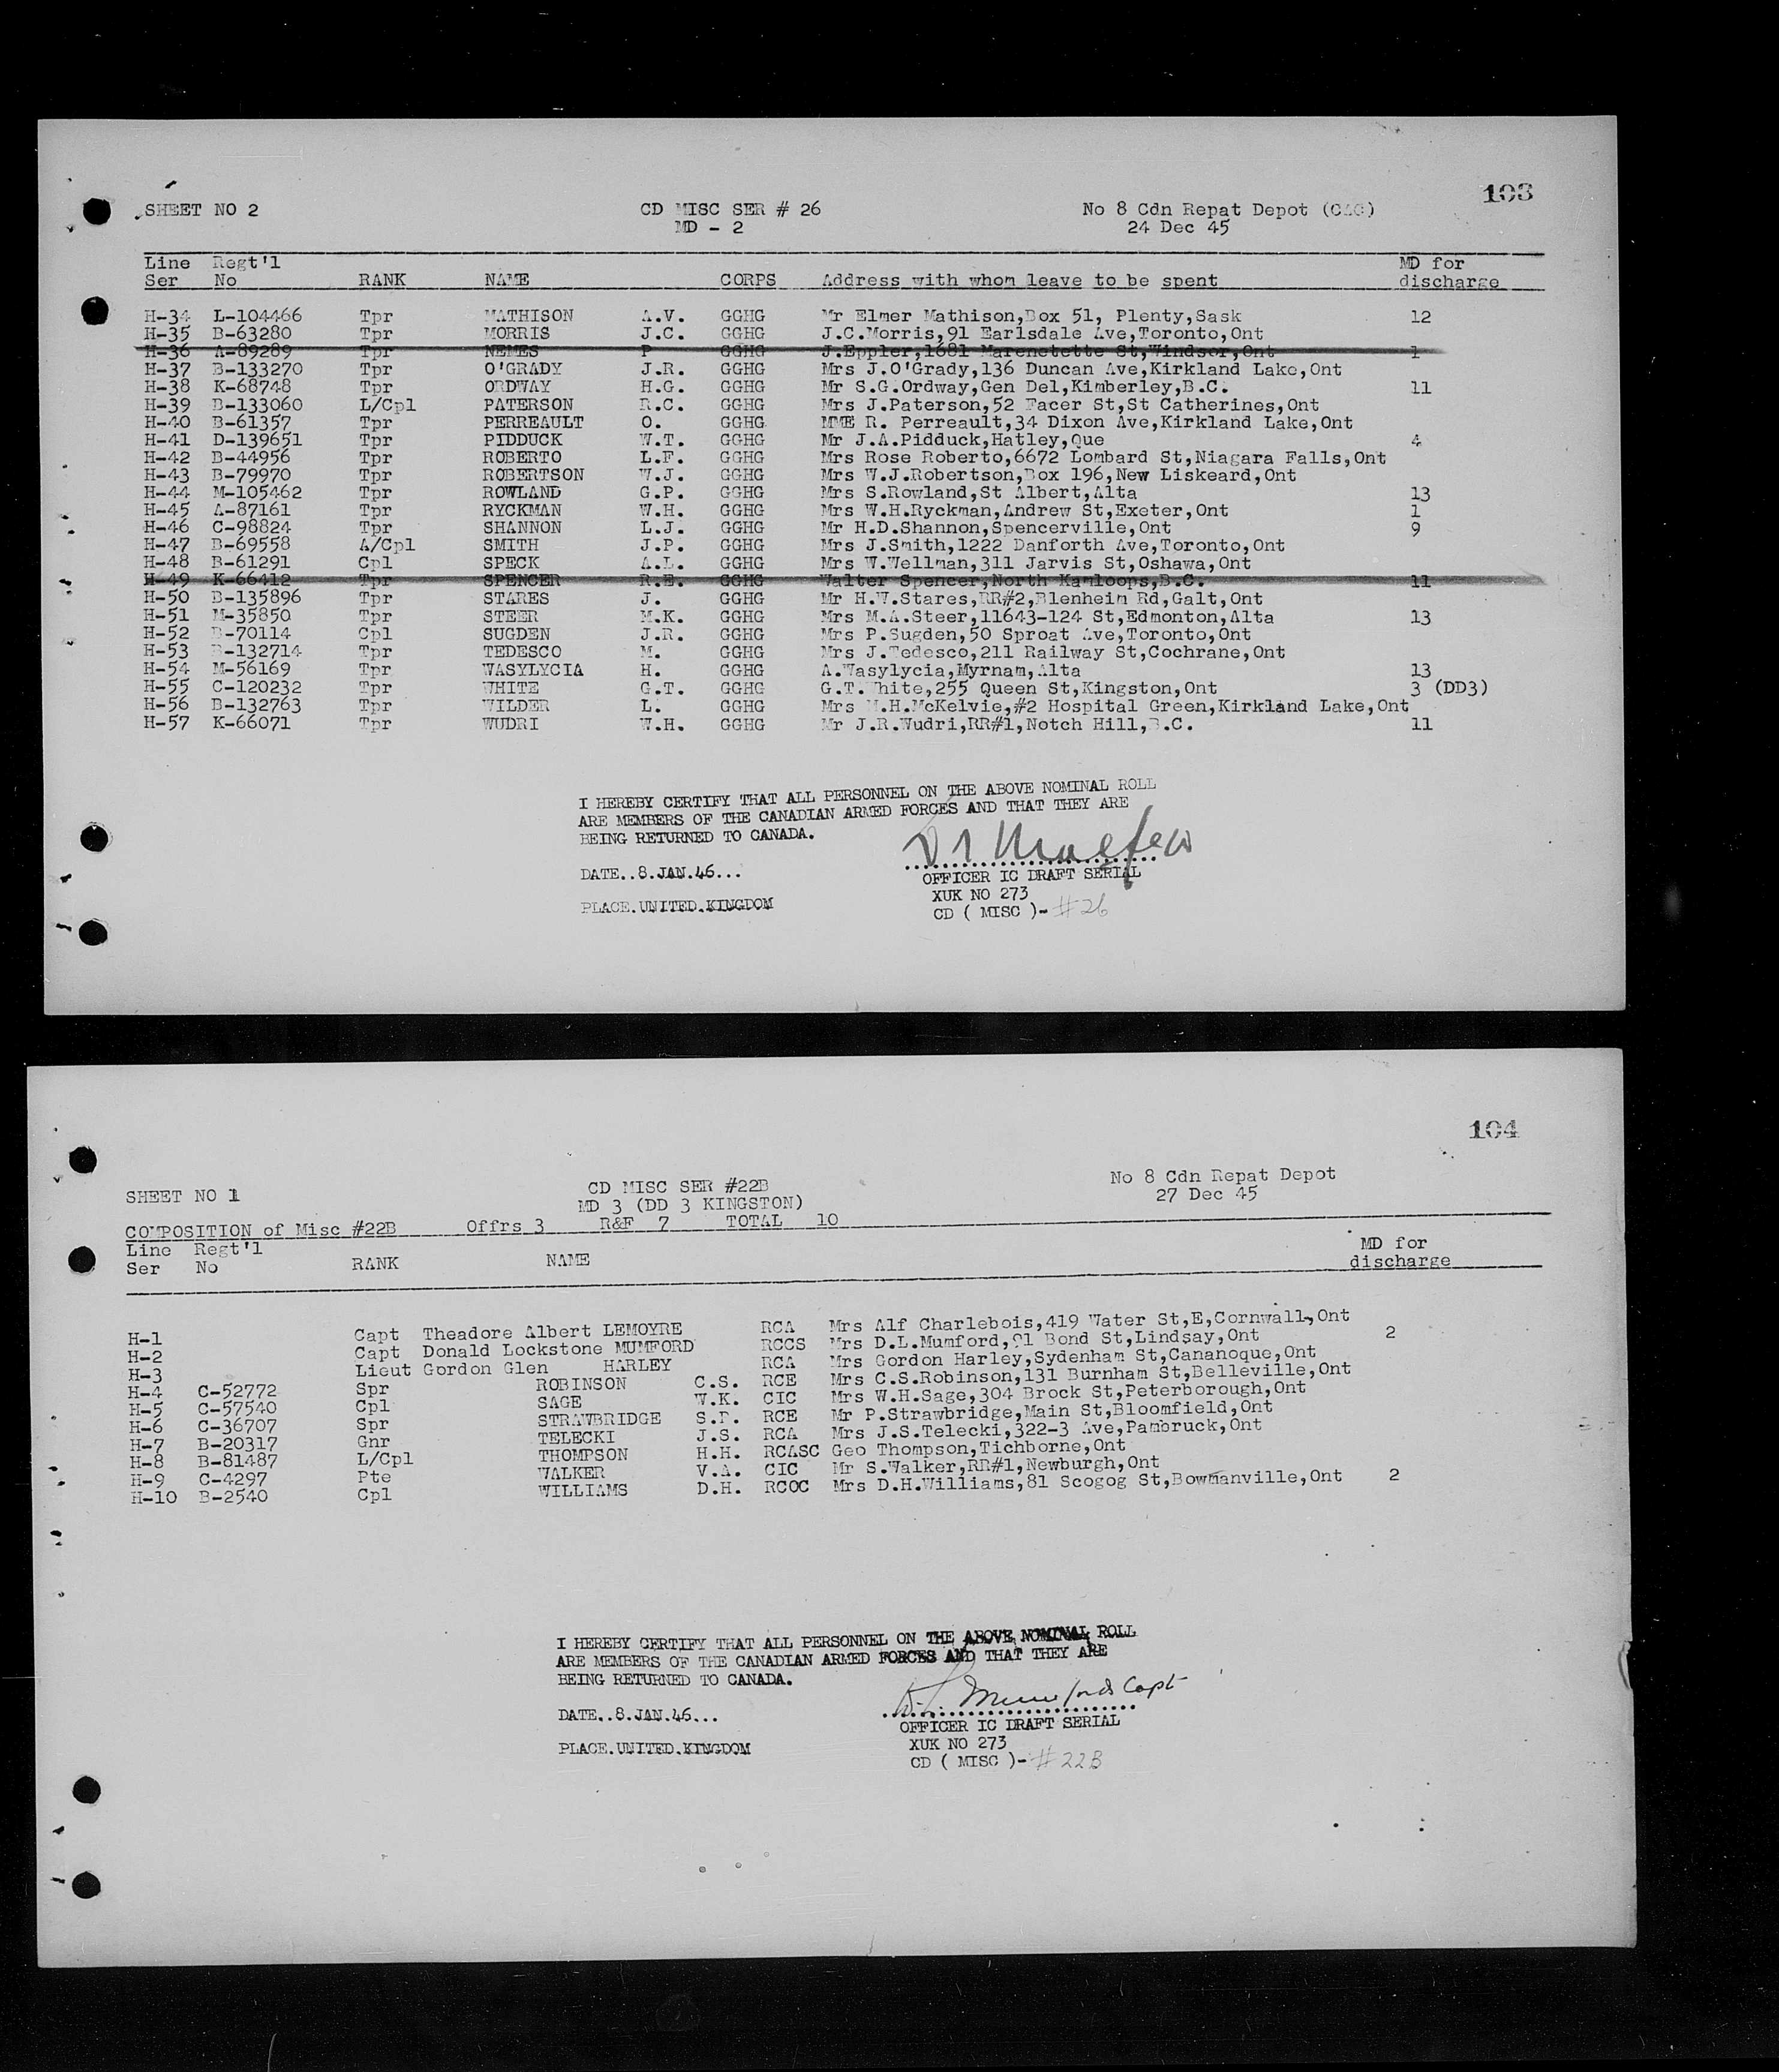 103
SHEET NO 2 CD MISC SER # 26 No 8 Cdn Repat Depot (CAC)
MD - 2 24 Dec 45
Line Regt'l MD for
Ser No RANK NAME CORPS Address with whom leave to be spent discharge
H-34 L-104466 Tpr MATHISON A.V. GGHG Mr Elmer Mathison,Box 51, Plenty,Sask 12
H-35 B-63280 Tpr MORRIS J.C. GGHG J.C.Morris,91 Earlsdale Ave,Toronto,Ont
H-36 A-89289 Tpr NEMES P GGHG J.Eppler,1681 Marentette St,Windsor,Ont 1
H-37 B-133270 Tpr O'GRADY J.R. GGHG Mrs J.O'Grady,136 Duncan Ave,Kirkland Lake,Ont
H-38 K-68748 Tpr ORDWAY H.G. GGHG Mr S.G.Ordway,Gen Del,Kimberley,B.C. 11
H-39 B-133060 L/Cpl PATERSON R.C. GGHG Mrs J.Paterson,52 Facer St,St Catherines,Ont
H-40 B-61357 Tpr PERREAULT O. GGHG MME R. Perreault,34 Dixon Ave,Kirkland Lake,Ont
H-41 D-139651 Tpr PIDDUCK W.T. GGHG Mr J.A.Pidduck,Hatley,Que 4
H-42 B-44956 Tpr ROBERTO L.F. GGHG Mrs Rose Roberto,6672 Lombard St,Niagara Falls,Ont
H-43 B-79970 Tpr ROBERTSON W.J. GGHG Mrs W.J.Robertson,Box 196,New Liskeard,Ont
H-44 M-105462 Tpr ROWLAND G.P. GGHG Mrs S.Rowland,St Albert,Alta 13
H-45 A-87161 Tpr RYCKMAN W.H. GGHG Mrs W.H.Ryckman,Andrew St,Exeter,Ont 1
H-46 C-98824 Tpr SHANNON L.J. GGHG Mr H.D.Shannon,Spencerville,Ont 9
H-47 B-69558 A/Cpl SMITH J.P. GGHG Mrs J.Smith,1222 Danforth Ave,Toronto,Ont
H-48 B-61291 Cpl SPECK A.L. GGHG Mrs W.Wellman,311 Jarvis St,Oshawa,Ont
H-49 K-66412 Tpr SPENCER R.E. GGHG Walter Spencer,North Kamloops,B.C. 11
H-50 B-135896 Tpr STARES J. GGHG Mr H.W.Stares,RR#2,Blenheim Rd,Galt,Ont
H-51 M-35850 Tpr STEER M.K. GGHG Mrs M.A.Steer,11643-124 St,Edmonton,Alta 13
H-52 B-70114 Cpl SUGDEN J.R. GGHG Mrs P.Sugden,50 Sproat Ave,Toronto,Ont
H-53 B-132714 Tpr TEDESCO M. GGHG Mrs J.Tedesco,211 Railway St,Cochrane,Ont
H-54 M-56169 Tpr WASYLYCIA H. GGHG A.Wasylycia,Myrnam,Alta 13
H-55 C-120232 Tpr WHITE G.T. GGHG G.T.White,255 Queen St,Kingston,Ont 3 (DD3)
H-56 B-132763 Tpr WILDER L. GGHG Mrs M.H.McKelvie,#2 Hospital Green,Kirkland Lake,Ont
H-57 K-66071 Tpr WUDRI W.H. GGHG Mr J.R.Wudri,RR#1,Notch Hill,B.C. 11
I HEREBY CERTIFY THAT ALL PERSONNEL ON THE ABOVE NOMINAL ROLL
ARE MEMBERS OF THE CANADIAN ARMED FORCES AND THAT THEY ARE
BEING RETURNED TO CANADA.
DATE..8.JAN.46...
OFFICER IC DRAFT SERIAL
XUK NO 273
PLACE.UNITED.KINGDOM CD ( MISC )-#26
104
SHEET NO 1 CD MISC SER #22B No 8 Cdn Repat Depot
MD 3 (DD 3 KINGSTON) 27 Dec 45
COMPOSITION of Misc #22B Offrs 3 R&F 7 TOTAL 10
Line Regt'l MD for
Ser No RANK NAME discharge
H-1 Capt Theadore Albert LEMOYRE RCA Mrs Alf Charlebois,419 Water St,E,Cornwall,Ont
H-2 Capt Donald Lockstone MUMFORD RCCS Mrs D.L.Mumford,91 Bond St,Lindsay,Ont 2
H-3 Lieut Gordon Glen HARLEY RCA Mrs Gordon Harley,Sydenham St,Cananoque,Ont
H-4 C-52772 Spr ROBINSON C.S. RCE Mrs C.S.Robinson,131 Burnham St,Belleville,Ont
H-5 C-57540 Cpl SAGE W.K. CIC Mrs W.H.Sage,304 Brock St,Peterborough,Ont
H-6 C-36707 Spr STRAWBRIDGE S.P. RCE Mr P.Strawbridge,Main St,Bloomfield,Ont
H-7 B-20317 Gnr TELECKI J.S. RCA Mrs J.S.Telecki,322-3 Ave,Pambruck,Ont
H-8 B-81487 L/Cpl THOMPSON H.H. RCASC Geo Thompson,Tichborne,Ont
H-9 C-4297 Pte WALKER V.A. CIC Mr S.Walker,RR#1,Newburgh,Ont
H-10 B-2540 Cpl WILLIAMS D.H. RCOC Mrs D.H.Williams,81 Scogog St,Bowmanville,Ont 2
I HEREBY CERTIFY THAT ALL PERSONNEL ON THE ABOVE NOMINAL ROLL
ARE MEMBERS OF THE CANADIAN ARMED FORCES AND THAT THEY ARE
BEING RETURNED TO CANADA.
Mumford Capt
DATE..8.JAN.46...
OFFICER IC DRAFT SERIAL
XUK NO 273
PLACE.UNITED.KINGDOM CD ( MISC )-#22B